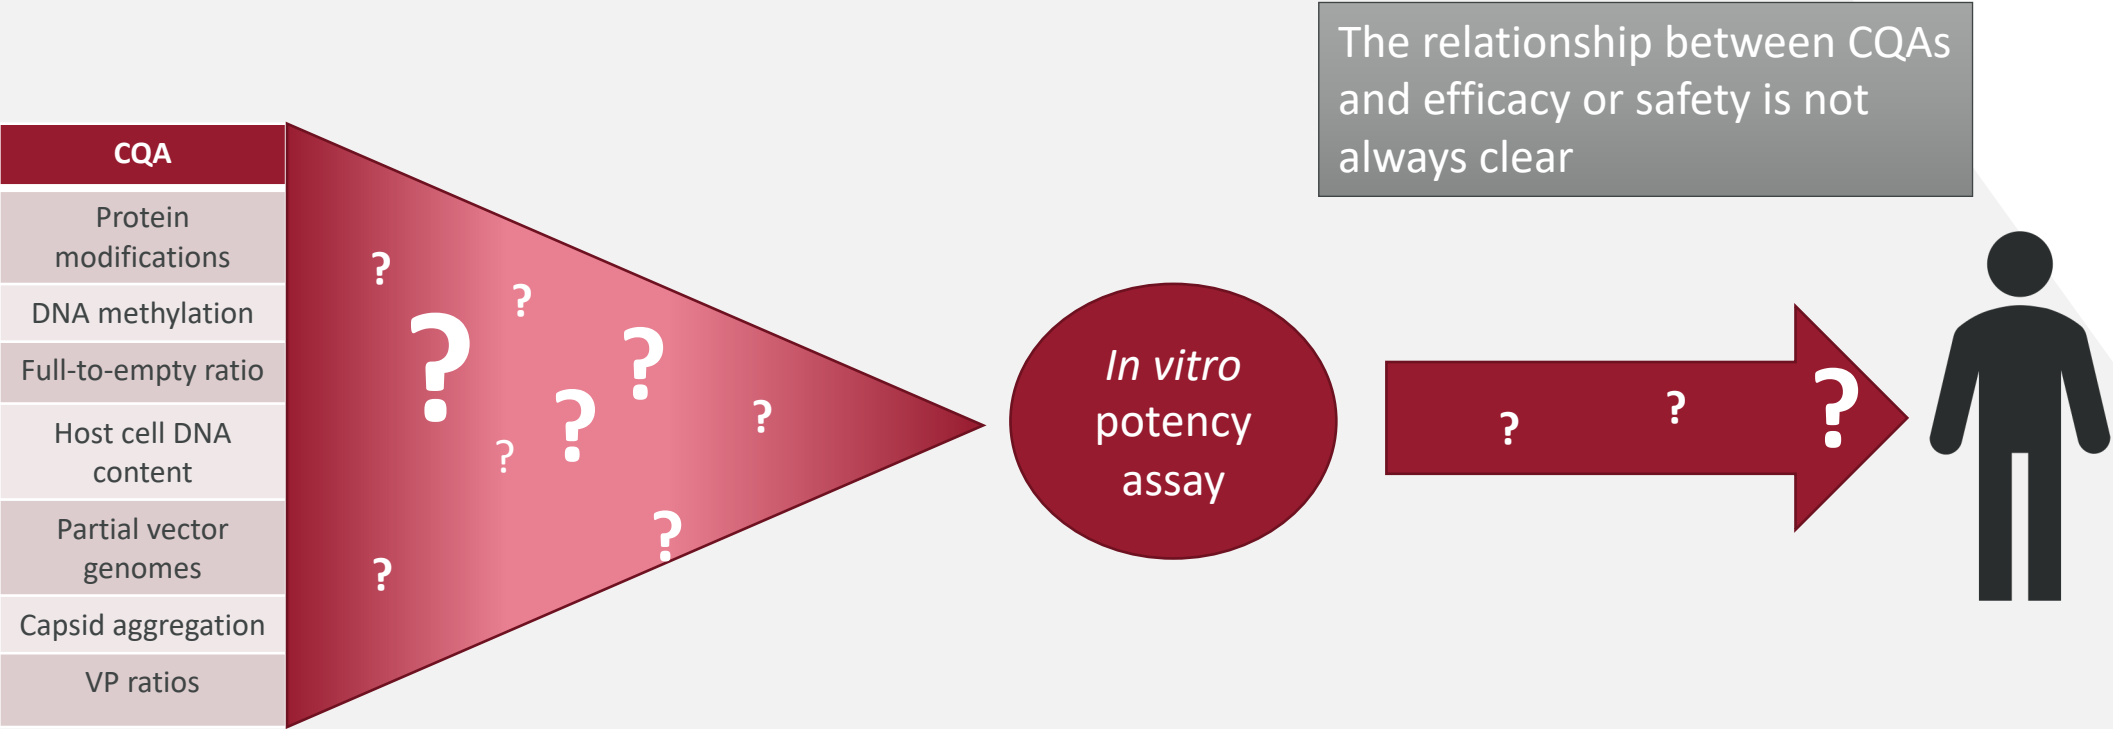 The relationship between CQAs
and efficacy or safety is not
always clear
CQA
Protein
modifications
DNA methylation
Full-to-empty ratio
Host cell DNA
content
Partial vector
genomes
Capsid aggregation
VP ratios
?
?
?
?
?
?
?
?
?
In vitro
potency
assay
?
?
?